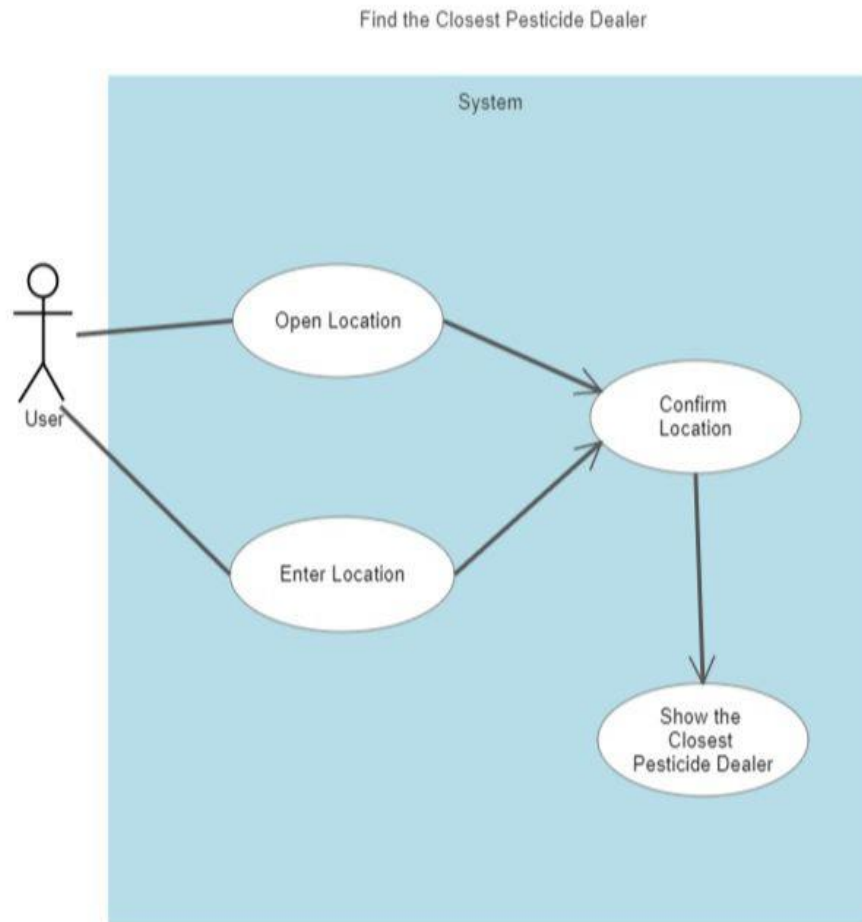 Find the Closest Pesticide Dealer
System
Open Location
User
Confirm
Location
Enter Location
Show the
Closest
Pesticide Dealer